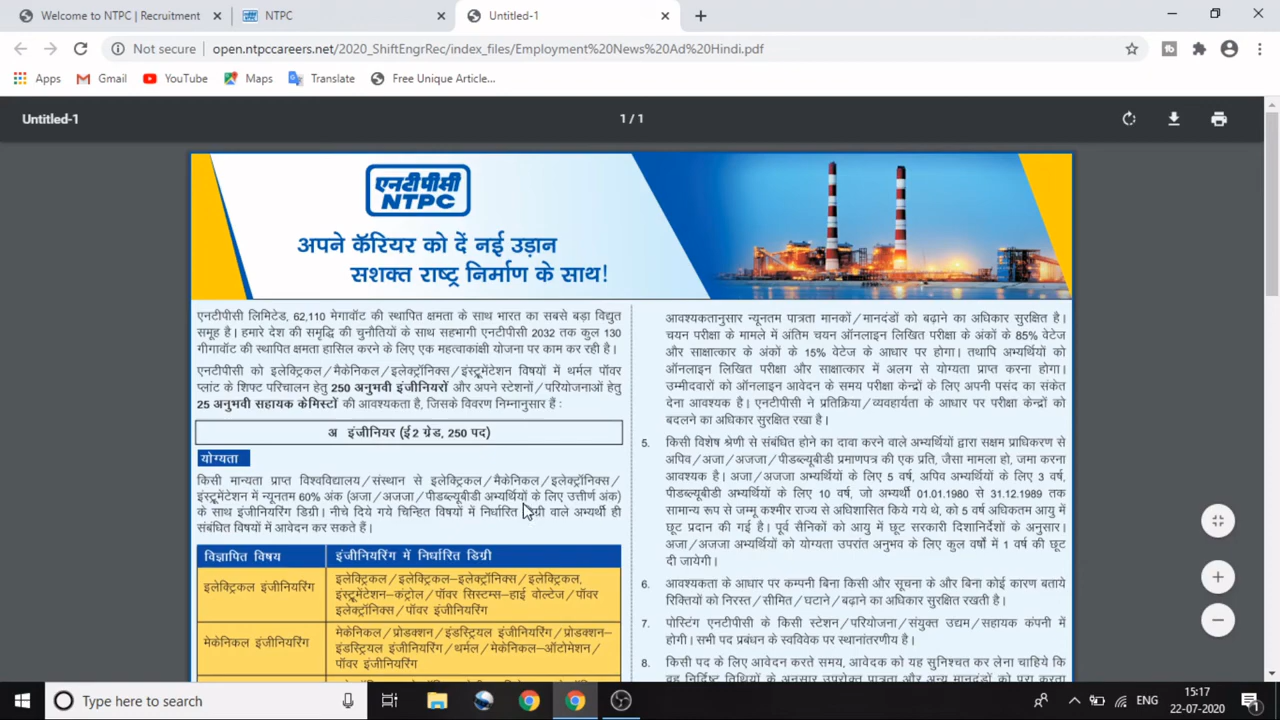 Welcome to NTPC | Recruitment
NTPC
Untitled-1
Not secure
open.ntpccareers.net/2020_ShiftEngrRec/index_files/Employment%20News%20Ad%20Hindi.pdf
Apps
Gmail
YouTube
Maps
Translate
Free Unique Article...
Untitled-1
1 / 1
एनटीपीसी
NTPC
अपने कॅरियर को दें नई उड़ान
सशक्त राष्ट्र निर्माण के साथ!
एनटीपीसी लिमिटेड, 62,110 मेगावॉट की स्थापित क्षमता के साथ भारत का सबसे बड़ा विद्युत
समूह है। हमारे देश की समृद्धि की चुनौतियों के साथ सहभागी एनटीपीसी 2032 तक कुल 130
गीगावॉट की स्थापित क्षमता हासिल करने के लिए एक महत्वाकांक्षी योजना पर काम कर रही है।
एनटीपीसी को इलेक्ट्रिकल/मैकेनिकल/इलेक्ट्रॉनिक्स/इंस्ट्रूमेंटेशन विषयों में थर्मल पॉवर
प्लांट के शिफ्ट परिचालन हेतु 250 अनुभवी इंजीनियरों और अपने स्टेशनों/परियोजनाओं हेतु
25 अनुभवी सहायक केमिस्टों की आवश्यकता है, जिसके विवरण निम्नानुसार हैं :
अ इंजीनियर (ई2 ग्रेड, 250 पद)
योग्यता
किसी मान्यता प्राप्त विश्वविद्यालय/संस्थान से इलेक्ट्रिकल/मैकेनिकल/इलेक्ट्रॉनिक्स/
इंस्ट्रूमेंटेशन में न्यूनतम 60% अंक (अजा/अजजा/पीडब्ल्यूबीडी अभ्यर्थियों के लिए उत्तीर्ण अंक)
के साथ इंजीनियरिंग डिग्री। नीचे दिये गये चिन्हित विषयों में निर्धारित डिग्री वाले अभ्यर्थी ही
संबंधित विषयों में आवेदन कर सकते हैं।
विज्ञापित विषय
इंजीनियरिंग में निर्धारित डिग्री
इलेक्ट्रिकल इंजीनियरिंग
इलेक्ट्रिकल/इलेक्ट्रिकल–इलेक्ट्रॉनिक्स/इलेक्ट्रिकल,
इंस्ट्रूमेंटेशन–कंट्रोल/पॉवर सिस्टम्स–हाई वोल्टेज/पॉवर
इलेक्ट्रॉनिक्स/पॉवर इंजीनियरिंग
मेकेनिकल इंजीनियरिंग
मेकेनिकल/प्रोडक्शन/इंडस्ट्रियल इंजीनियरिंग/प्रोडक्शन–
इंडस्ट्रियल इंजीनियरिंग/थर्मल/मेकेनिकल–ऑटोमेशन/
पॉवर इंजीनियरिंग
आवश्यकतानुसार न्यूनतम पात्रता मानकों/मानदंडों को बढ़ाने का अधिकार सुरक्षित है।
चयन परीक्षा के मामले में अंतिम चयन ऑनलाइन लिखित परीक्षा के अंकों के 85% वेटेज
और साक्षात्कार के अंकों के 15% वेटेज के आधार पर होगा। तथापि अभ्यर्थियों को
ऑनलाइन लिखित परीक्षा और साक्षात्कार में अलग से योग्यता प्राप्त करना होगा।
उम्मीदवारों को ऑनलाइन आवेदन के समय परीक्षा केन्द्रों के लिए अपनी पसंद का संकेत
देना आवश्यक है। एनटीपीसी ने प्रतिक्रिया/व्यवहार्यता के आधार पर परीक्षा केन्द्रों को
बदलने का अधिकार सुरक्षित रखा है।
5. किसी विशेष श्रेणी से संबंधित होने का दावा करने वाले अभ्यर्थियों द्वारा सक्षम प्राधिकरण से
अपिव/अजा/अजजा/पीडब्ल्यूबीडी प्रमाणपत्र की एक प्रति, जैसा मामला हो, जमा करना
आवश्यक है। अजा/अजजा अभ्यर्थियों के लिए 5 वर्ष, अपिव अभ्यर्थियों के लिए 3 वर्ष,
पीडब्ल्यूबीडी अभ्यर्थियों के लिए 10 वर्ष, जो अभ्यर्थी 01.01.1980 से 31.12.1989 तक
सामान्य रूप से जम्मू कश्मीर राज्य से अधिशासित किये गये थे, को 5 वर्ष अधिकतम आयु में
छूट प्रदान की गई है। पूर्व सैनिकों को आयु में छूट सरकारी दिशानिर्देशों के अनुसार।
अजा/अजजा अभ्यर्थियों को योग्यता उपरांत अनुभव के लिए कुल वर्षों में 1 वर्ष की छूट
दी जायेगी।
6. आवश्यकता के आधार पर कम्पनी बिना किसी और सूचना के और बिना कोई कारण बताये
रिक्तियों को निरस्त/सीमित/घटाने/बढ़ाने का अधिकार सुरक्षित रखती है।
7. पोस्टिंग एनटीपीसी के किसी स्टेशन/परियोजना/संयुक्त उद्यम/सहायक कंपनी में
होगी। सभी पद प्रबंधन के स्वविवेक पर स्थानांतरणीय है।
8. किसी पद के लिए आवेदन करते समय, आवेदक को यह सुनिश्चत कर लेना चाहिये कि
वह निर्दिष्ट तिथियों के अनुसार उपरोक्त पात्रता और अन्य मानदंडों को पूरा करता
Type here to search
ENG
15:17
22-07-2020
1